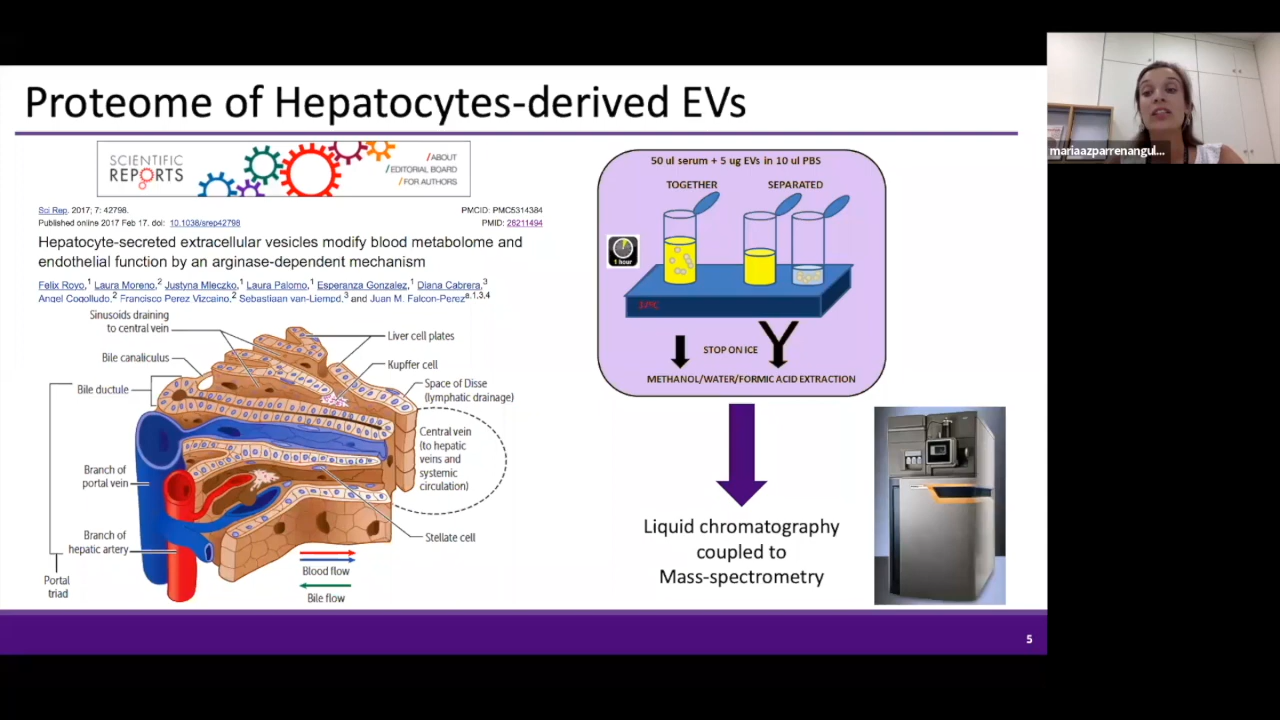 Proteome of Hepatocytes-derived EVs
SCIENTIFIC
REPORTS
/ABOUT
/EDITORIAL BOARD
/FOR AUTHORS
Sci Rep. 2017; 7: 42798.
PMCID: PMC5314384
Published online 2017 Feb 17. doi: 10.1038/srep42798
PMID: 28211494
Hepatocyte-secreted extracellular vesicles modify blood metabolome and
endothelial function by an arginase-dependent mechanism
Felix Royo,1 Laura Moreno,2 Justyna Mleczko,1 Laura Palomo,1 Esperanza Gonzalez,1 Diana Cabrera,3
Angel Cogolludo,2 Francisco Perez Vizcaino,2 Sebastiaan van-Liempd,3 and Juan M. Falcon-Perez a,1,3,4
Sinusoids draining
to central vein
Bile canaliculus
Bile ductule
Branch of
portal vein
Branch of
hepatic artery
Portal
triad
Liver cell plates
Kupffer cell
Space of Disse
(lymphatic drainage)
Central vein
(to hepatic
veins and
systemic
circulation)
Stellate cell
Blood flow
Bile flow
50 ul serum + 5 ug EVs in 10 ul PBS
TOGETHER
SEPARATED
1 hour
37ºC
STOP ON ICE
METHANOL/WATER/FORMIC ACID EXTRACTION
Liquid chromatography
coupled to
Mass-spectrometry
5
mariaazparrenangul...